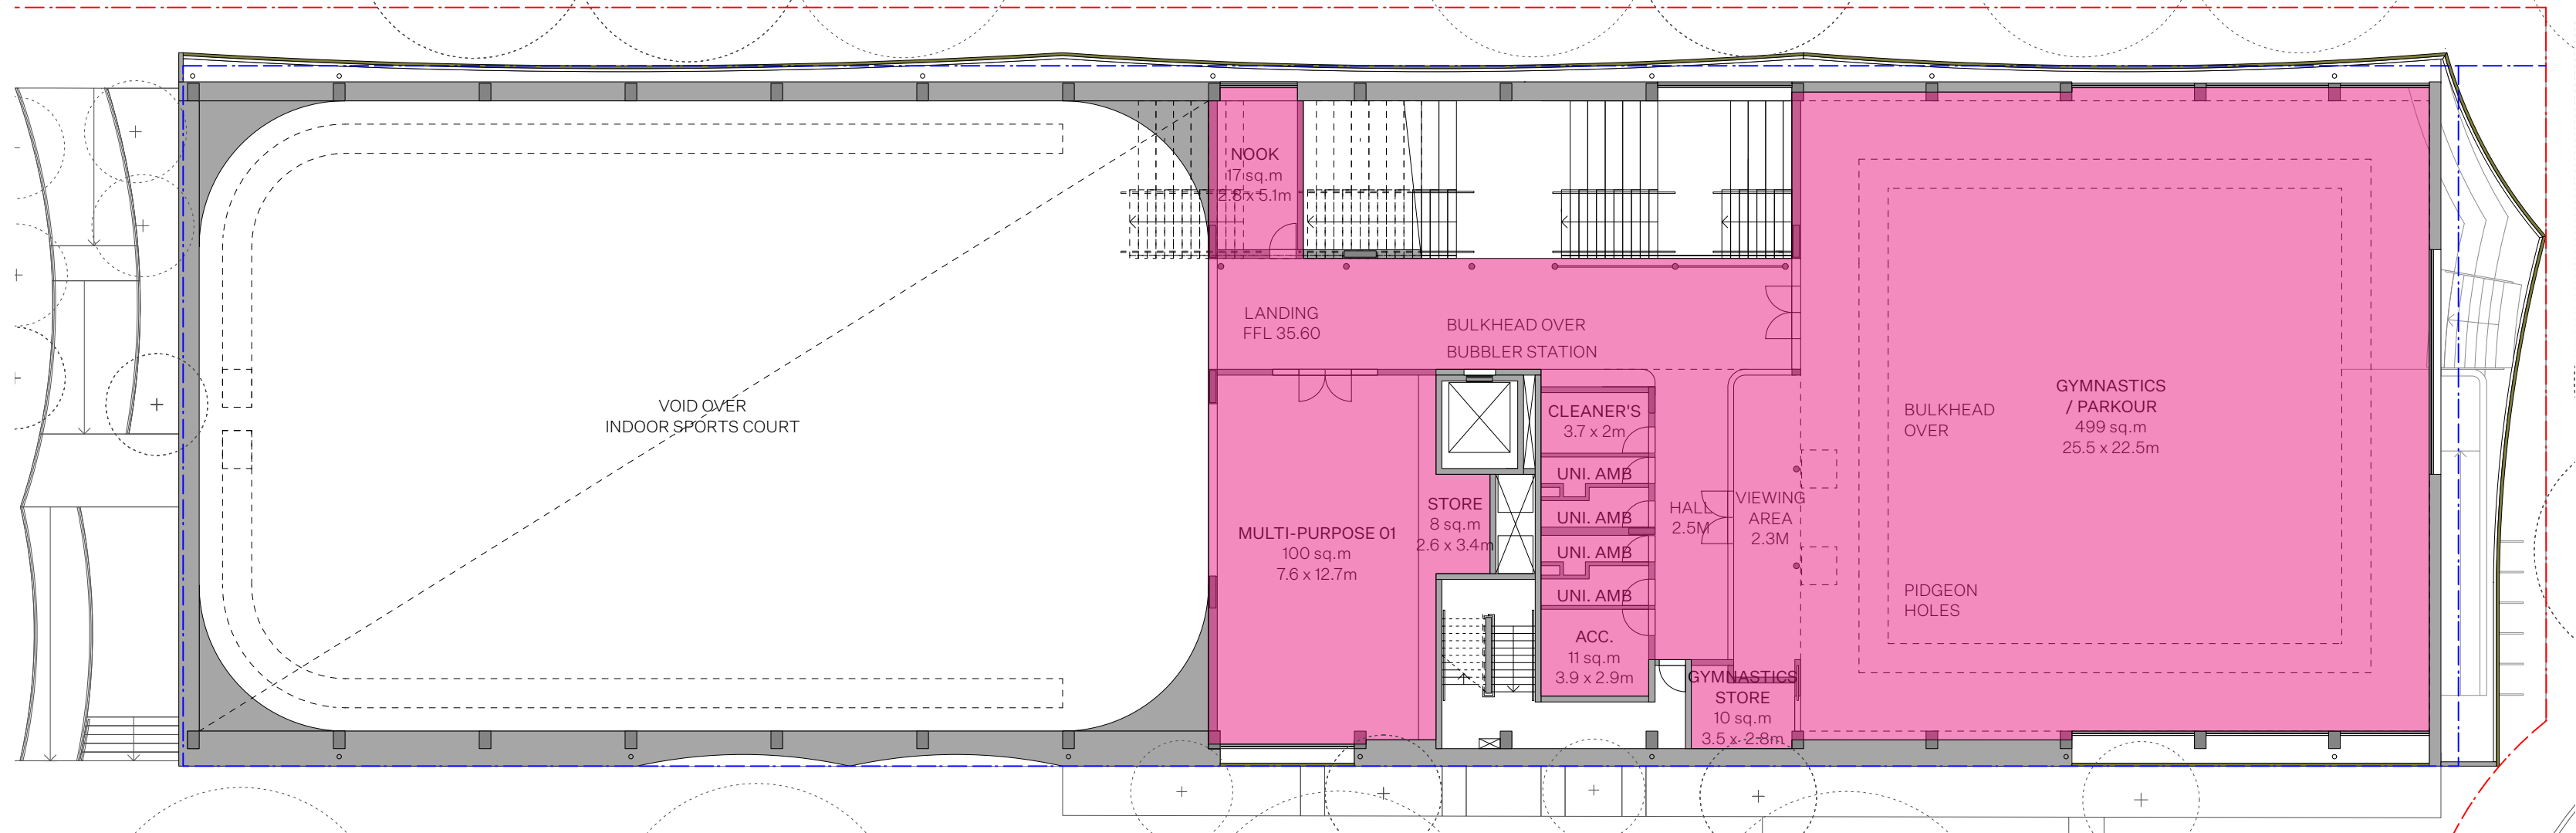 VOID OVER
INDOOR SPORTS COURT
NOOK
17 sq.m
2.8 x 5.1m
LANDING
FFL 35.60
BULKHEAD OVER
BUBBLER STATION
MULTI-PURPOSE 01
100 sq.m
7.6 x 12.7m
STORE
8 sq.m
2.6 x 3.4m
CLEANER'S
3.7 x 2m
UNI. AMB
UNI. AMB
UNI. AMB
UNI. AMB
ACC.
11 sq.m
3.9 x 2.9m
HALL
2.5M
VIEWING
AREA
2.3M
GYMNASTICS
STORE
10 sq.m
3.5 x 2.8m
BULKHEAD
OVER
PIDGEON
HOLES
GYMNASTICS
/ PARKOUR
499 sq.m
25.5 x 22.5m